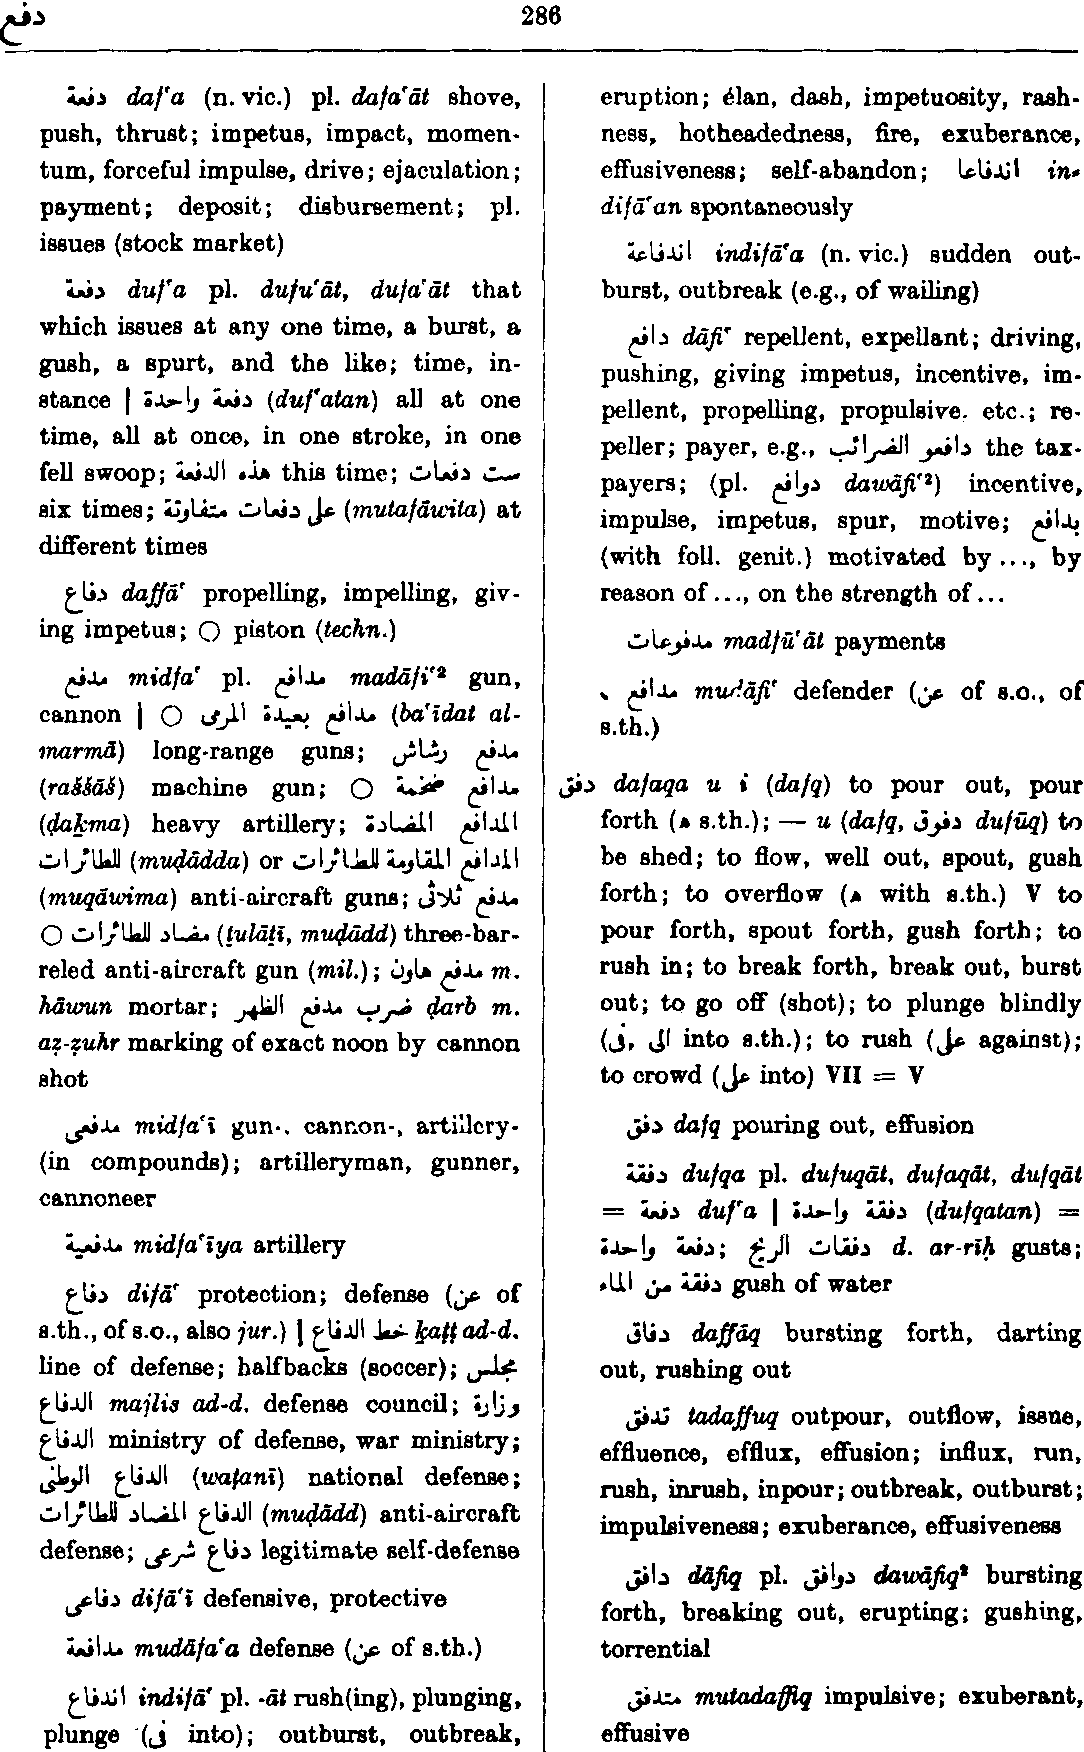 دفع
286
دفعة daf‘a (n. vic.) pl. dafa‘āt shove,
push, thrust; impetus, impact, momen-
tum, forceful impulse, drive; ejaculation;
payment; deposit; disbursement; pl.
issues (stock market)
دفعة duf‘a pl. dufu‘āt, dufa‘āt that
which issues at any one time, a burst, a
gush, a spurt, and the like; time, in-
stance | دفعة واحدة (duf‘atan) all at one
time, all at once, in one stroke, in one
fell swoop; هذه الدفعة this time; ست دفعات
six times; على دفعات متفاوتة (mutafāwita) at
different times
دفاع daffā‘ propelling, impelling, giv-
ing impetus; ○ piston (techn.)
مدفع midfa‘ pl. مدافع madāfi‘² gun,
cannon | ○ مدافع بعيدة المرمى (ba‘īdat al-
marmā) long-range guns; مدفع رشاش
(raššāš) machine gun; ○ مدافع ضخمة
(ḍaḵma) heavy artillery; المدافع المضادة
للطائرات (muḍādda) or المدافع المقاومة للطائرات
(muqāwima) anti-aircraft guns; مدفع ثلاثى
○ مضاد للطائرات (ṯulāṯī, muḍādd) three-bar-
reled anti-aircraft gun (mil.); مدفع هاون m.
hāwun mortar; ضرب مدفع الظهر ḍarb m.
aẓ-ẓuhr marking of exact noon by cannon
shot
مدفعى midfa‘ī gun-, cannon-, artillery-
(in compounds); artilleryman, gunner,
cannoneer
مدفعية midfa‘īya artillery
دفاع difā‘ protection; defense (عن of
s.th., of s.o., also jur.) | خط الدفاع ḵaṭṭ ad-d.
line of defense; halfbacks (soccer); مجلس
الدفاع majlis ad-d. defense council; وزارة
الدفاع ministry of defense, war ministry;
الدفاع الوطنى (waṭanī) national defense;
الدفاع المضاد للطائرات (muḍādd) anti-aircraft
defense; دفاع شرعى legitimate self-defense
دفاعى difā‘ī defensive, protective
مدافعة mudāfa‘a defense (عن of s.th.)
اندفاع indifā‘ pl. -āt rush(ing), plunging,
plunge (فى into); outburst, outbreak,
eruption; élan, dash, impetuosity, rash-
ness, hotheadedness, fire, exuberance,
effusiveness; self-abandon; اندفاعا in-
difā‘an spontaneously
اندفاعة indifā‘a (n. vic.) sudden out-
burst, outbreak (e.g., of wailing)
دافع dāfi‘ repellent, expellant; driving,
pushing, giving impetus, incentive, im-
pellent, propelling, propulsive, etc.; re-
peller; payer, e.g., دافعو الضرائب the tax-
payers; (pl. دوافع dawāfi‘²) incentive,
impulse, impetus, spur, motive; بدافع
(with foll. genit.) motivated by ..., by
reason of ..., on the strength of ...
مدفوعات madfū‘āt payments
مدافع mudāfi‘ defender (عن of s.o., of
s.th.)
دفق dafaqa u i (dafq) to pour out, pour
forth (ه s.th.); — u (dafq, دفوق dufūq) to
be shed; to flow, well out, spout, gush
forth; to overflow (ه with s.th.) V to
pour forth, spout forth, gush forth; to
rush in; to break forth, break out, burst
out; to go off (shot); to plunge blindly
(فى, الى into s.th.); to rush (على against);
to crowd (على into) VII = V
دفق dafq pouring out, effusion
دفقة dufqa pl. dufuqāt, dufaqāt, dufqāt
= دفعة duf‘a | دفقة واحدة (dufqatan) =
دفعة واحدة; دفقات الريح d. ar-rīḥ gusts;
دفقة من الماء gush of water
دفاق daffāq bursting forth, darting
out, rushing out
تدفق tadaffuq outpour, outflow, issue,
effluence, efflux, effusion; influx, run,
rush, inrush, inpour; outbreak, outburst;
impulsiveness; exuberance, effusiveness
دافق dāfiq pl. دوافق dawāfiq² bursting
forth, breaking out, erupting; gushing,
torrential
متدفق mutadaffiq impulsive; exuberant,
effusive